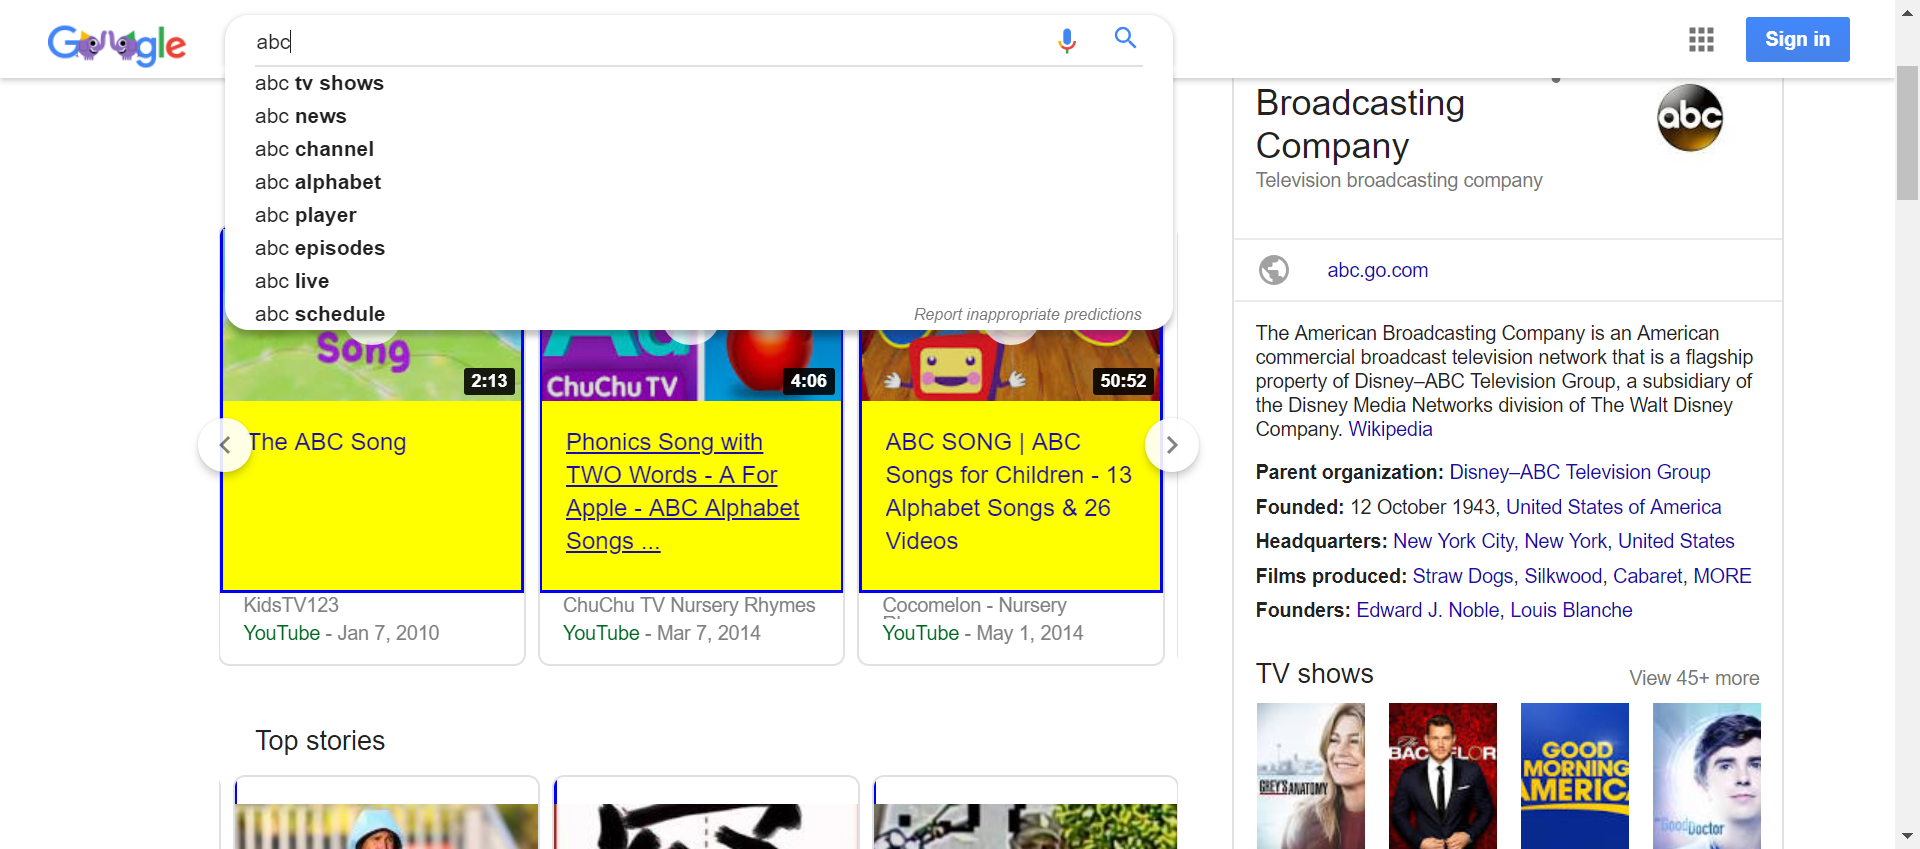 Google
abc
Sign in
abc tv shows
abc news
abc channel
abc alphabet
abc player
abc episodes
abc live
abc schedule
Report inappropriate predictions
Song
2:13
ChuChu TV
4:06
50:52
The ABC Song
Phonics Song with
TWO Words - A For
Apple - ABC Alphabet
Songs ...
ABC SONG | ABC
Songs for Children - 13
Alphabet Songs & 26
Videos
KidsTV123
YouTube - Jan 7, 2010
ChuChu TV Nursery Rhymes
YouTube - Mar 7, 2014
Cocomelon - Nursery
YouTube - May 1, 2014
Top stories
Broadcasting
Company
abc
Television broadcasting company
abc.go.com
The American Broadcasting Company is an American
commercial broadcast television network that is a flagship
property of Disney–ABC Television Group, a subsidiary of
the Disney Media Networks division of The Walt Disney
Company. Wikipedia
Parent organization: Disney–ABC Television Group
Founded: 12 October 1943, United States of America
Headquarters: New York City, New York, United States
Films produced: Straw Dogs, Silkwood, Cabaret, MORE
Founders: Edward J. Noble, Louis Blanche
TV shows
View 45+ more
GREY'S ANATOMY
The
BACHELOR
GOOD
MORNING
AMERICA
the Good Doctor